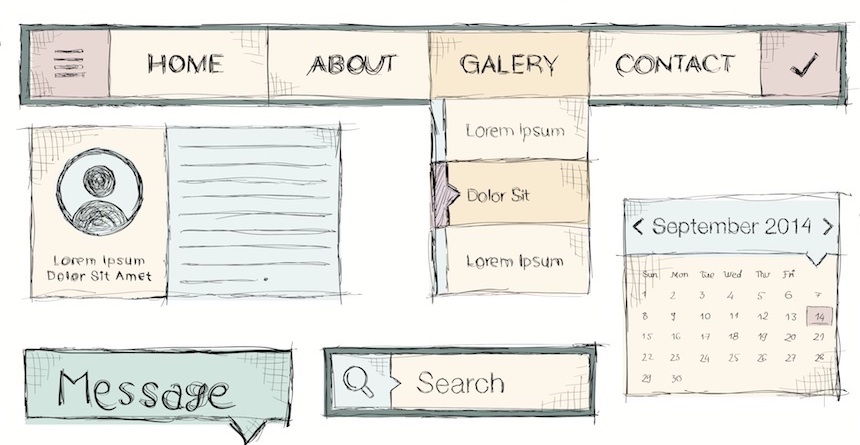 HOME ABOUT GALERY CONTACT
Lorem Ipsum
Dolor Sit
Lorem Ipsum
Lorem Ipsum
Dolor Sit Amet
September 2014
Sun Mon Tue Wed Thu Fri
1 2 3 4 5 6 7
8 9 10 11 12 13 14
15 16 17 18 19 20 21
22 23 24 25 26 27 28
29 30
Message
Search